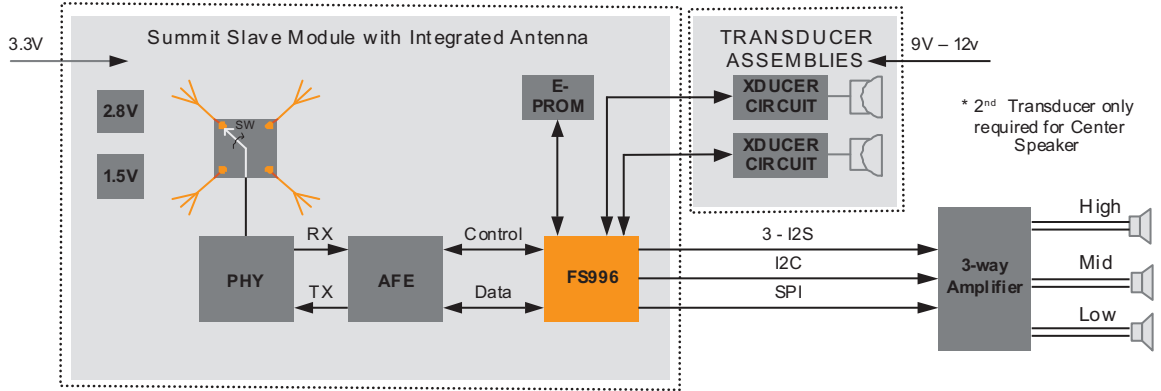 3.3V
Summit Slave Module with Integrated Antenna
2.8V
1.5V
SW
E-
PROM
TRANSDUCER
ASSEMBLIES
XDUCER
CIRCUIT
XDUCER
CIRCUIT
9V – 12v
* 2nd Transducer only
required for Center
Speaker
PHY
RX
TX
AFE
Control
Data
FS996
3 - I2S
I2C
SPI
3-way
Amplifier
High
Mid
Low